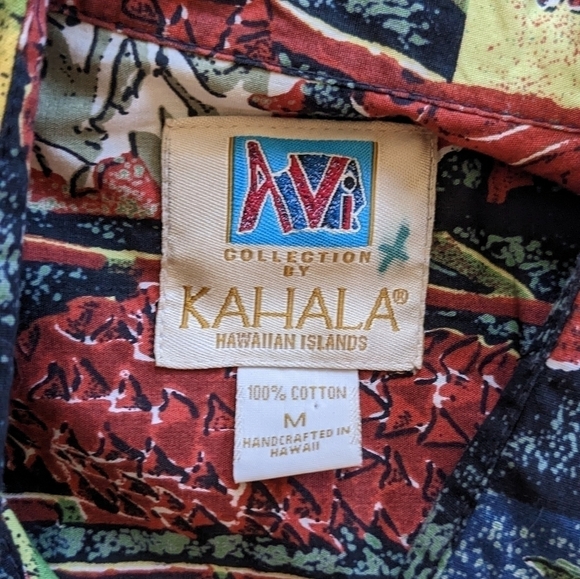 AVi
COLLECTION
BY
KAHALA®
HAWAIIAN ISLANDS
100% COTTON
M
HANDCRAFTED IN
HAWAII